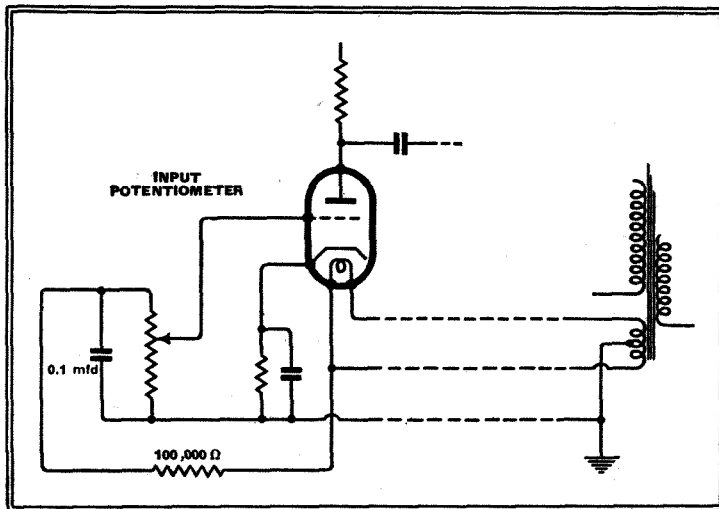 INPUT
POTENTIOMETER
0.1 mfd
100,000 Ω